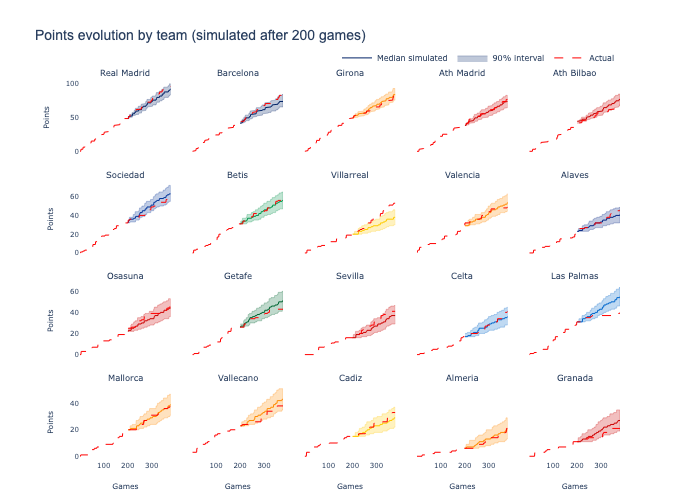 Points evolution by team (simulated after 200 games)
Median simulated 90% interval Actual
Real Madrid Barcelona Girona Ath Madrid Ath Bilbao
100
50
0
Points
Sociedad Betis Villarreal Valencia Alaves
60
40
20
0
Points
Osasuna Getafe Sevilla Celta Las Palmas
60
40
20
0
Points
Mallorca Vallecano Cadiz Almeria Granada
40
20
0
Points
100 200 300 100 200 300 100 200 300 100 200 300 100 200 300
Games Games Games Games Games